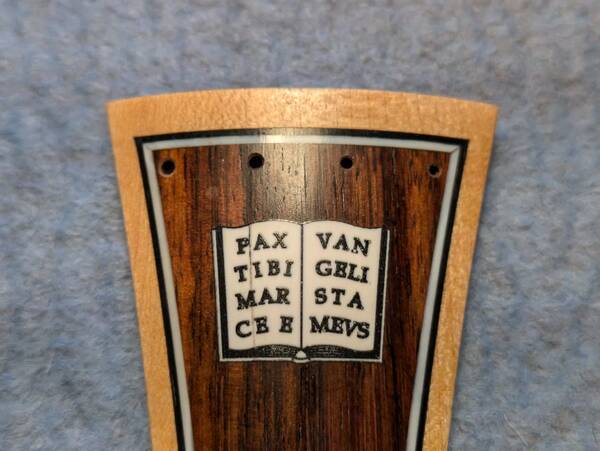 PAX
TIBI
MAR
CE E
VAN
GELI
STA
MEVS